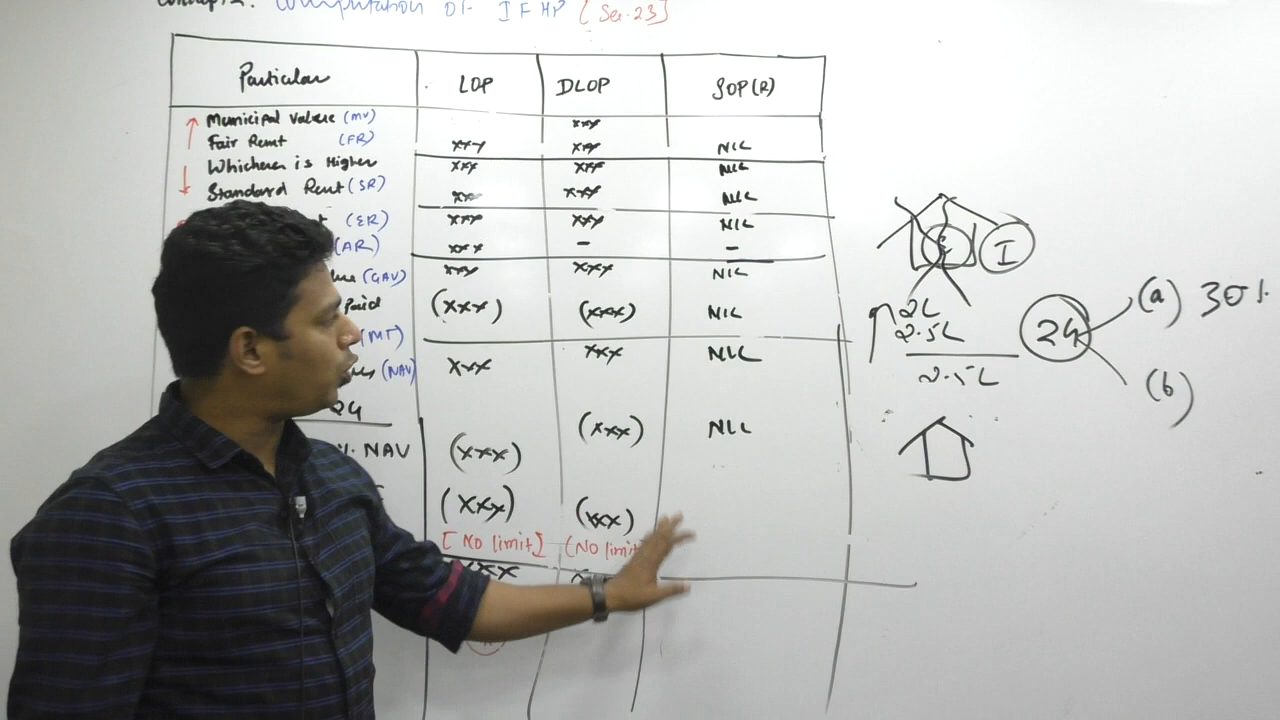 Computation of IFHP [Sec.23]
Particular LOP DLOP SOP(R)
Municipal Value (MV) xxx
Fair Rent (FR) xxx xxx NIL
Whichever is Higher xxx xxx NIL
Standard Rent (SR) xxx xxx NIL
(ER) xxx xxx NIL
(AR) xxx - -
(GAV) xxx xxx NIL
Paid (xxx) (xxx) NIL
(MT)
(NAV) xxx xxx NIL
24
% NAV (xxx) (xxx) NIL
(xxx) (xxx)
[No limit] (No limit
xxx
I
2L
2.5L
2.5L
24
(a) 30%
(b)